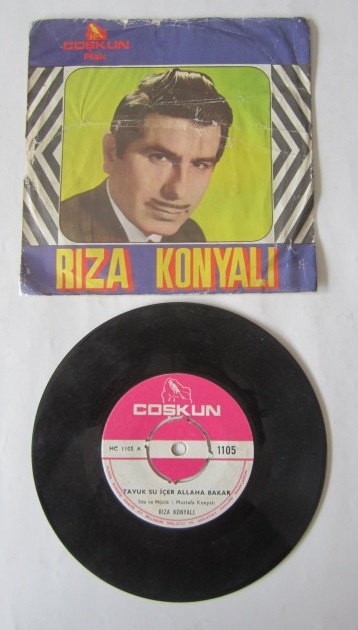 COŞKUN
Plak
RIZA KONYALI
COŞKUN
HC 1105 A
1105
TAVUK SU İÇER ALLAHA BAKAR
Söz ve Müzik : Mustafa Konyalı
RIZA KONYALI